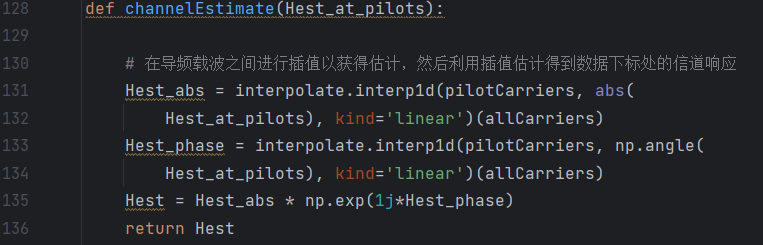 128 def channelEstimate(Hest_at_pilots):
129
130 # 在导频载波之间进行插值以获得估计，然后利用插值估计得到数据下标处的信道响应
131 Hest_abs = interpolate.interp1d(pilotCarriers, abs(
132 Hest_at_pilots), kind='linear')(allCarriers)
133 Hest_phase = interpolate.interp1d(pilotCarriers, np.angle(
134 Hest_at_pilots), kind='linear')(allCarriers)
135 Hest = Hest_abs * np.exp(1j*Hest_phase)
136 return Hest